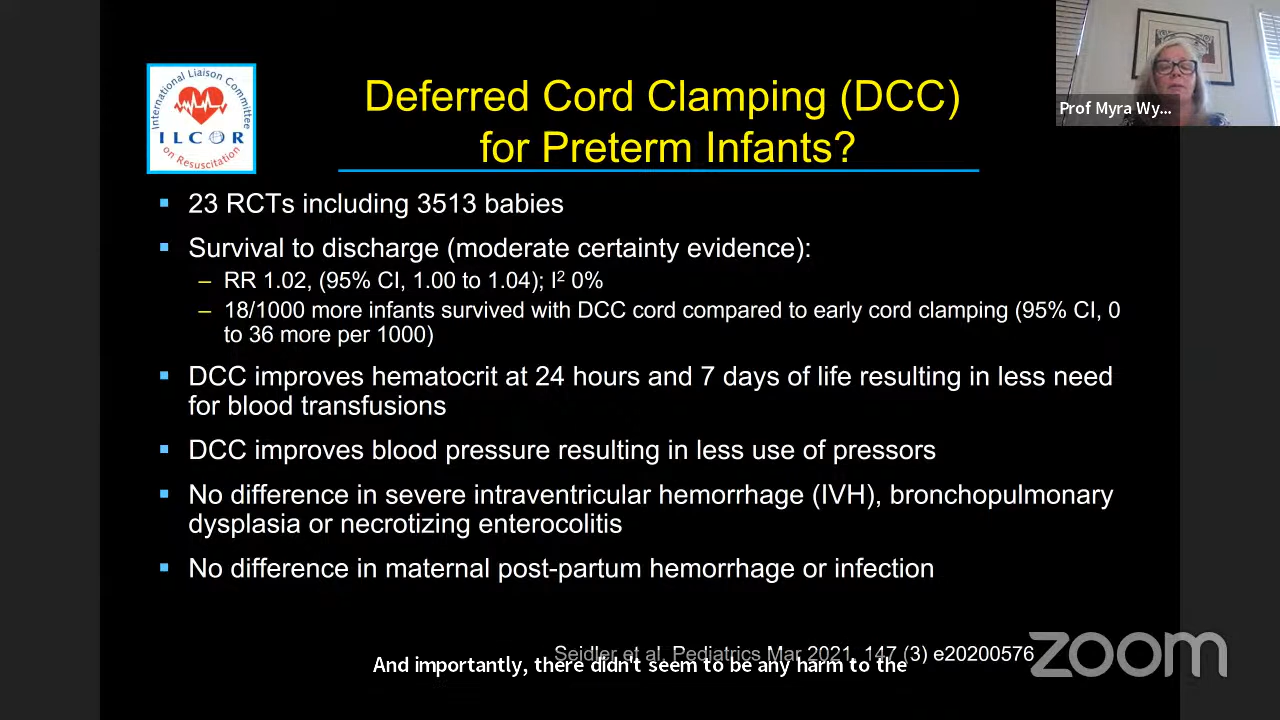 International Liaison Committee
ILCOR
on Resuscitation
Deferred Cord Clamping (DCC)
for Preterm Infants?
Prof Myra Wy...
▪ 23 RCTs including 3513 babies
▪ Survival to discharge (moderate certainty evidence):
– RR 1.02, (95% CI, 1.00 to 1.04); I² 0%
– 18/1000 more infants survived with DCC cord compared to early cord clamping (95% CI, 0
to 36 more per 1000)
▪ DCC improves hematocrit at 24 hours and 7 days of life resulting in less need
for blood transfusions
▪ DCC improves blood pressure resulting in less use of pressors
▪ No difference in severe intraventricular hemorrhage (IVH), bronchopulmonary
dysplasia or necrotizing enterocolitis
▪ No difference in maternal post-partum hemorrhage or infection
Seidler et al. Pediatrics Mar 2021, 147 (3) e20200576
And importantly, there didn't seem to be any harm to the
zoom